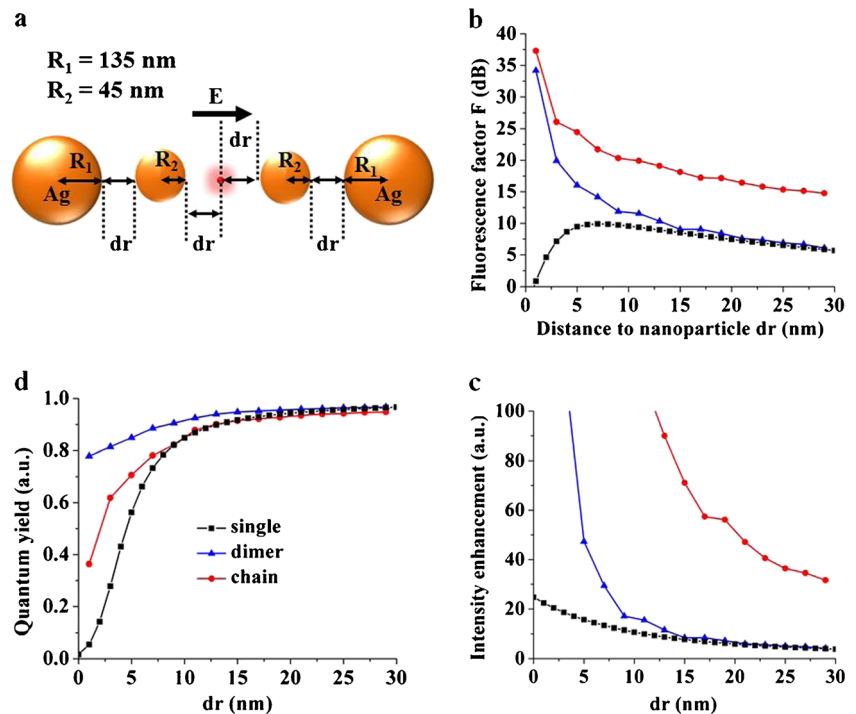 a
R₁ = 135 nm
R₂ = 45 nm
E
dr
R₁
R₂
R₂
R₁
Ag
Ag
dr
dr
dr
b
Fluorescence factor F (dB)
40
35
30
25
20
15
10
5
0
0 5 10 15 20 25 30
Distance to nanoparticle dr (nm)
d
Quantum yield (a.u.)
1.0
0.8
0.6
0.4
0.2
0.0
single
dimer
chain
0 5 10 15 20 25 30
dr (nm)
c
Intensity enhancement (a.u.)
100
80
60
40
20
0
0 5 10 15 20 25 30
dr (nm)